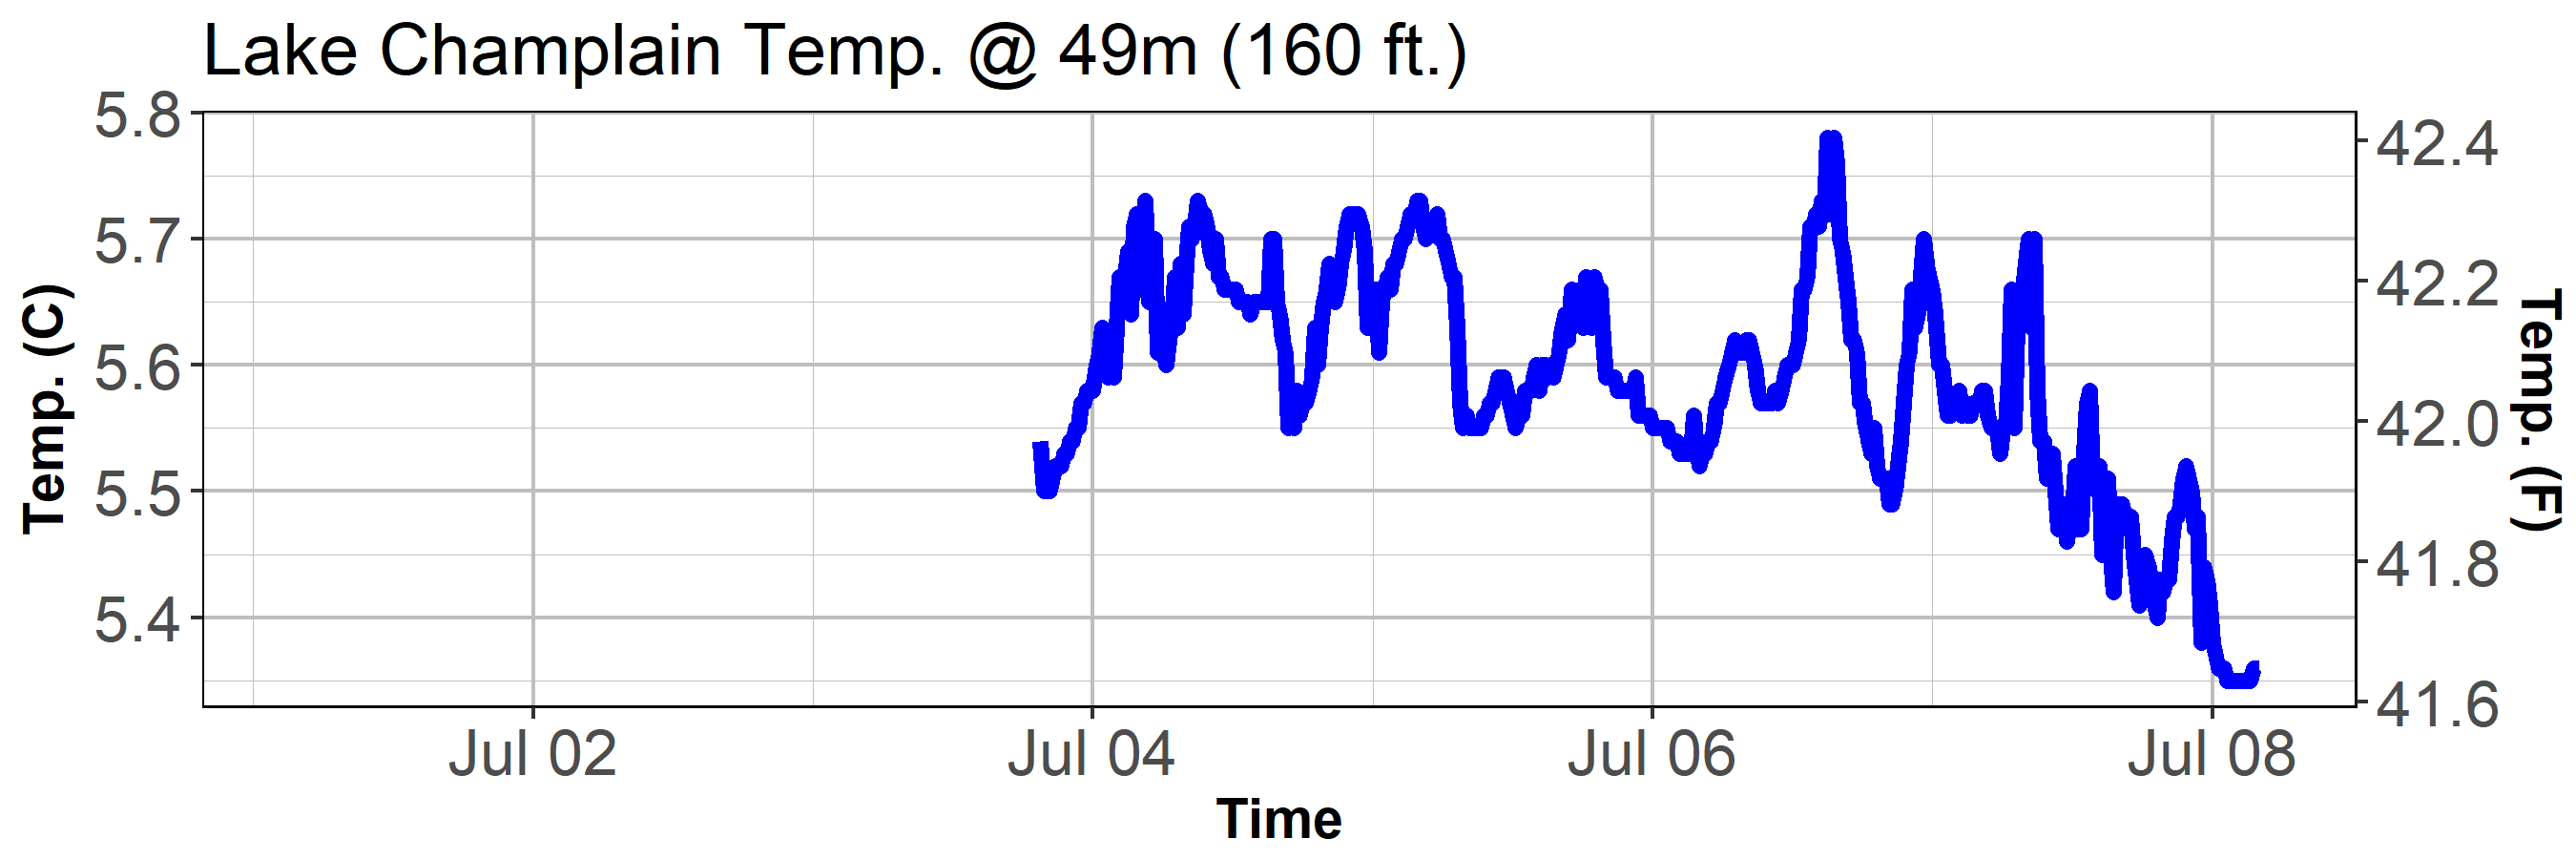 Lake Champlain Temp. @ 49m (160 ft.)
5.8
5.7
5.6
5.5
5.4
Temp. (C)
42.4
42.2
42.0
41.8
41.6
Temp. (F)
Jul 02 Jul 04 Jul 06 Jul 08
Time